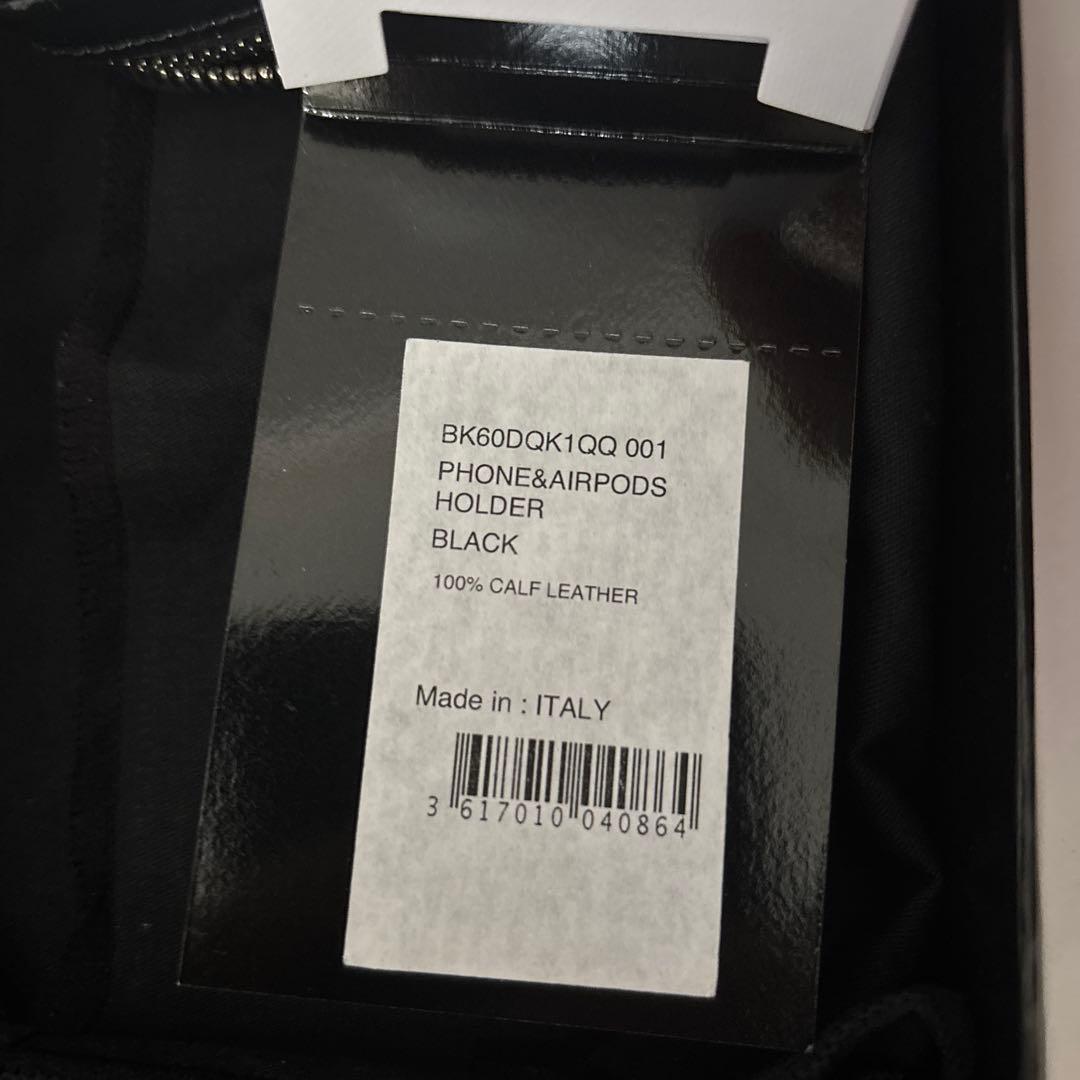 BK60DQK1QQ 001
PHONE&AIRPODS
HOLDER
BLACK
100% CALF LEATHER
Made in : ITALY
3 617010 040864